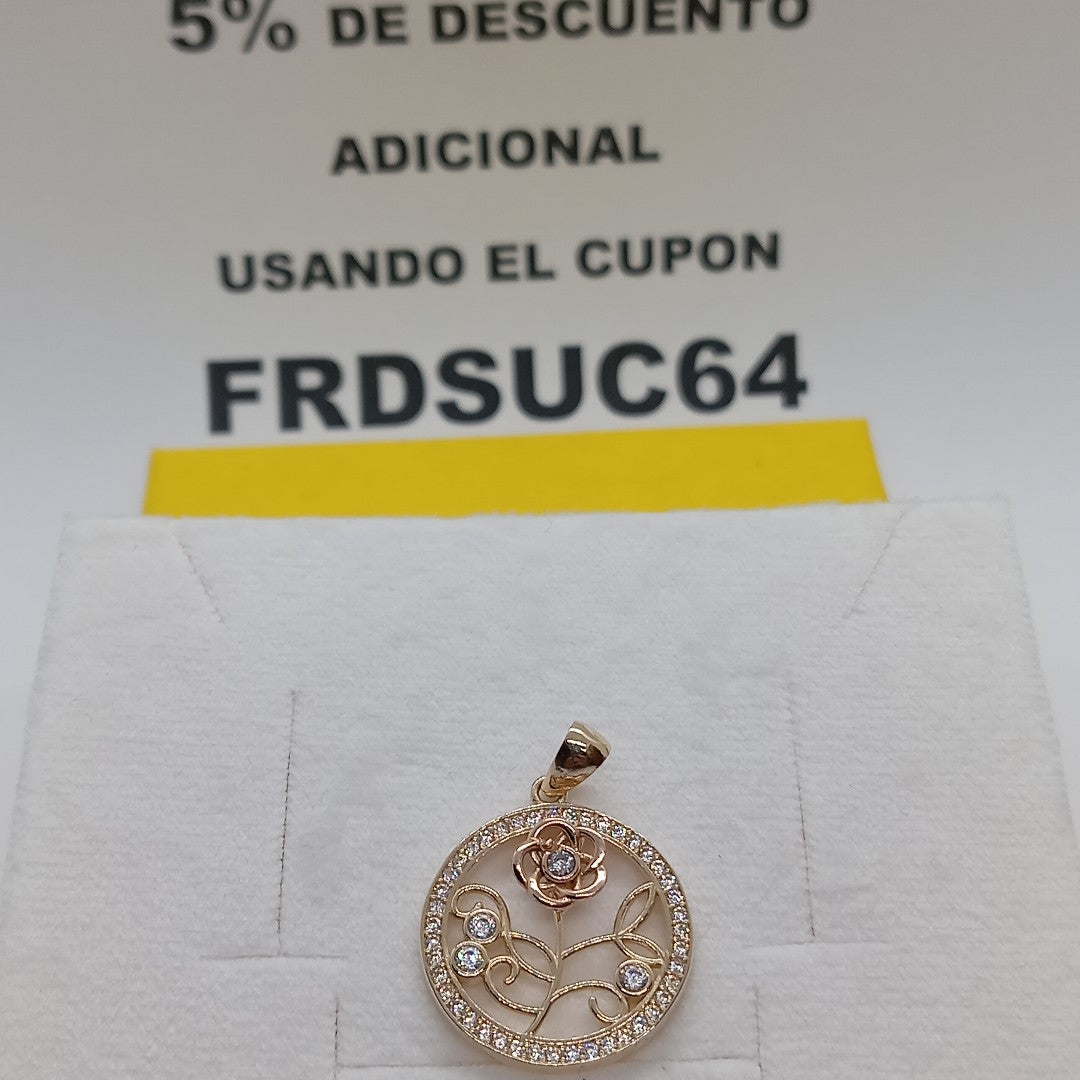 5% DE DESCUENTO
ADICIONAL
USANDO EL CUPON
FRDSUC64